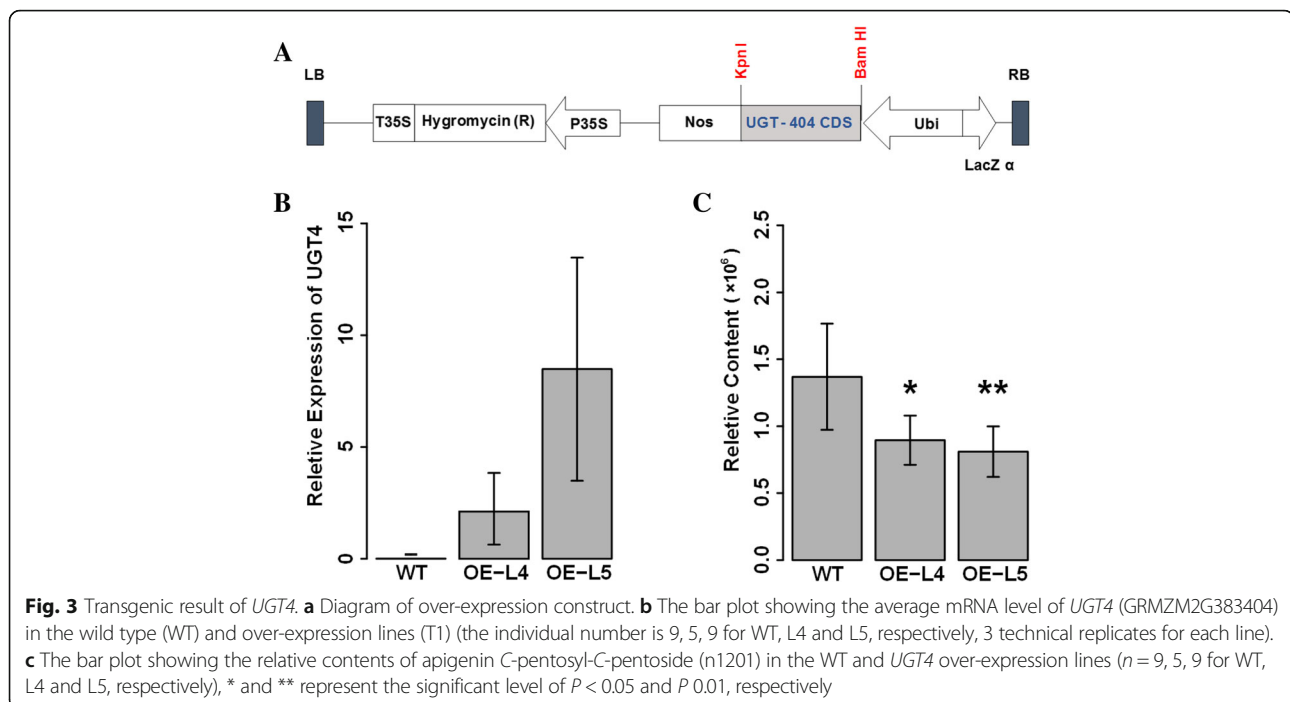 A
LB
Kpn I
Bam HI
RB
T35S
Hygromycin (R)
P35S
Nos
UGT - 404 CDS
Ubi
LacZ α
B
Reletive Expression of UGT4
15
10
5
0
WT
OE-L4
OE-L5
C
Reletive Content ( ×10⁶)
2.5
2.0
1.5
1.0
0.5
0.0
*
**
WT
OE-L4
OE-L5
Fig. 3 Transgenic result of UGT4. a Diagram of over-expression construct. b The bar plot showing the average mRNA level of UGT4 (GRMZM2G383404)
in the wild type (WT) and over-expression lines (T1) (the individual number is 9, 5, 9 for WT, L4 and L5, respectively, 3 technical replicates for each line).
c The bar plot showing the relative contents of apigenin C-pentosyl-C-pentoside (n1201) in the WT and UGT4 over-expression lines (n = 9, 5, 9 for WT,
L4 and L5, respectively), * and ** represent the significant level of P < 0.05 and P 0.01, respectively